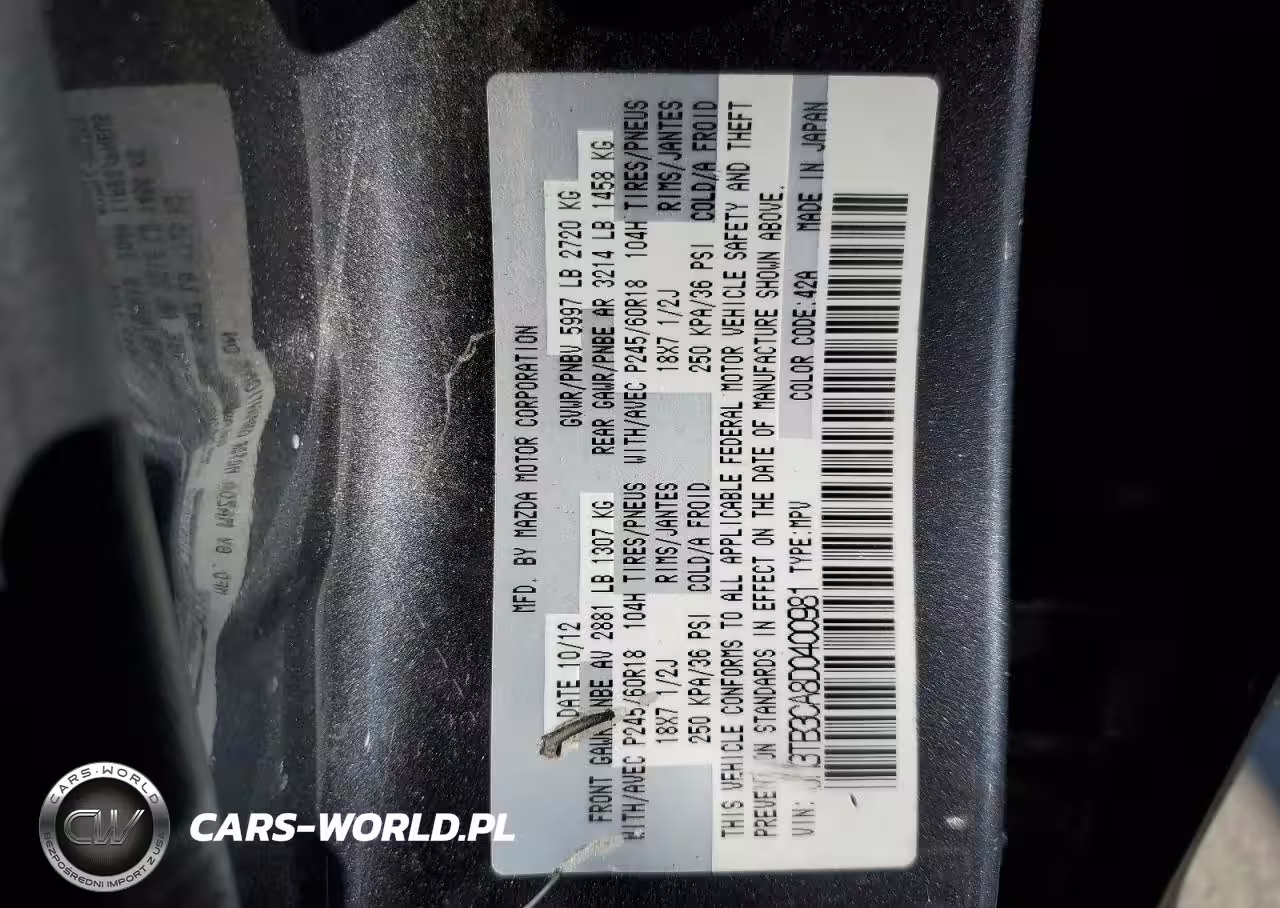 MFD. BY MAZDA MOTOR CORPORATION
DATE 10/12 GVWR/PNBV 5997 LB 2720 KG
FRONT AV 2881 LB 1307 KG REAR GAWR/PNBE AR 3214 LB 1458 KG
WITH/AVEC P245/60R18 104H TIRES/PNEUS WITH/AVEC P245/60R18 104H TIRES/PNEUS
18X7 1/2J RIMS/JANTES 18X7 1/2J RIMS/JANTES
250 KPA/36 PSI COLD/A FROID 250 KPA/36 PSI COLD/A FROID
THIS VEHICLE CONFORMS TO ALL APPLICABLE FEDERAL MOTOR VEHICLE SAFETY AND THEFT
STANDARDS IN EFFECT ON THE DATE OF MANUFACTURE SHOWN ABOVE.
VIN: TYPE:MPV COLOR CODE:42A MADE IN JAPAN
CARS-WORLD
CW
BEZPOŚREDNI IMPORT Z USA
CARS-WORLD.PL